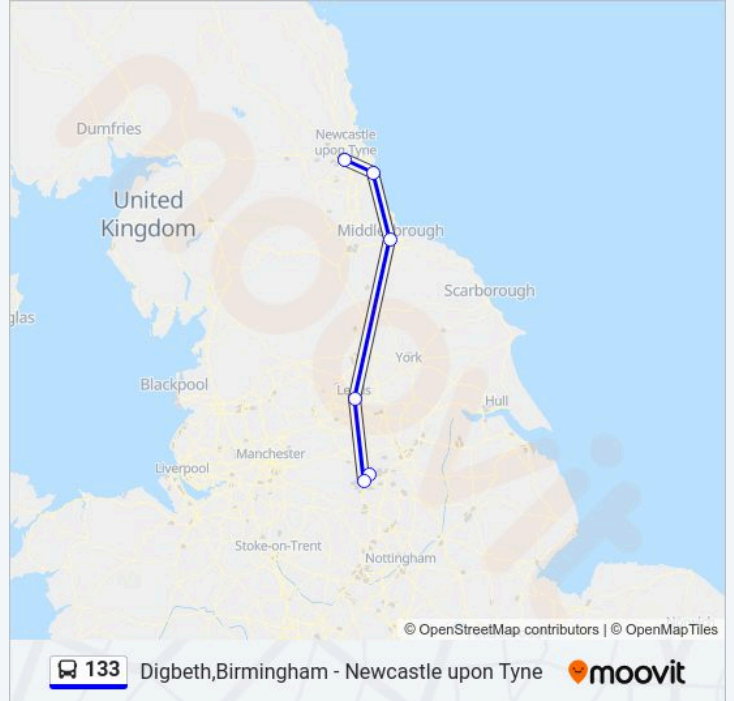 Dumfries
Newcastle
upon Tyne
United
Kingdom
Middlesbrough
Scarborough
glas
York
Blackpool
Leeds
Hull
Manchester
Liverpool
Stoke-on-Trent
Nottingham
© OpenStreetMap contributors | © OpenMapTiles
133 Digbeth,Birmingham - Newcastle upon Tyne moovit